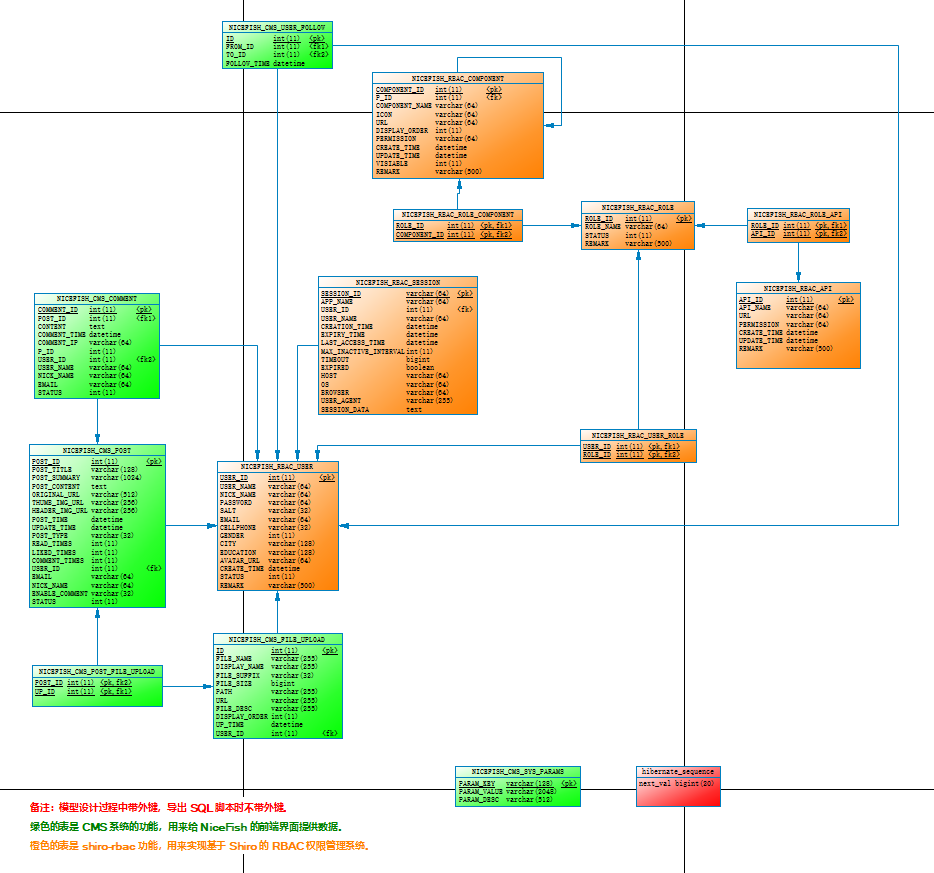 NICEFISH_CMS_USER_FOLLOW
ID int(11) <pk>
FROM_ID int(11) <fk1>
TO_ID int(11) <fk2>
FOLLOW_TIME datetime
NICEFISH_RBAC_COMPONENT
COMPONENT_ID int(11) <pk>
P_ID int(11) <fk>
COMPONENT_NAME varchar(64)
ICON varchar(64)
URL varchar(64)
DISPLAY_ORDER int(11)
PERMISSION varchar(64)
CREATE_TIME datetime
UPDATE_TIME datetime
VISIABLE int(11)
REMARK varchar(500)
NICEFISH_RBAC_ROLE_COMPONENT
ROLE_ID int(11) <pk,fk1>
COMPONENT_ID int(11) <pk,fk2>
NICEFISH_RBAC_ROLE
ROLE_ID int(11) <pk>
ROLE_NAME varchar(64)
STATUS int(11)
REMARK varchar(500)
NICEFISH_RBAC_ROLE_API
ROLE_ID int(11) <pk,fk1>
API_ID int(11) <pk,fk2>
NICEFISH_RBAC_API
API_ID int(11) <pk>
API_NAME varchar(64)
URL varchar(64)
PERMISSION varchar(64)
CREATE_TIME datetime
UPDATE_TIME datetime
REMARK varchar(500)
NICEFISH_RBAC_SESSION
SESSION_ID varchar(64) <pk>
APP_NAME varchar(64)
USER_ID int(11) <fk>
USER_NAME varchar(64)
CREATION_TIME datetime
EXPIRY_TIME datetime
LAST_ACCESS_TIME datetime
MAX_INACTIVE_INTERVAL int(11)
TIMEOUT bigint
EXPIRED boolean
HOST varchar(64)
OS varchar(64)
BROWSER varchar(64)
USER_AGENT varchar(255)
SESSION_DATA text
NICEFISH_CMS_COMMENT
COMMENT_ID int(11) <pk>
POST_ID int(11) <fk1>
CONTENT text
COMMENT_TIME datetime
COMMENT_IP varchar(64)
P_ID int(11)
USER_ID int(11) <fk2>
USER_NAME varchar(64)
NICK_NAME varchar(64)
EMAIL varchar(64)
STATUS int(11)
NICEFISH_RBAC_USER_ROLE
USER_ID int(11) <pk,fk1>
ROLE_ID int(11) <pk,fk2>
NICEFISH_CMS_POST
POST_ID int(11) <pk>
POST_TITLE varchar(128)
POST_SUMMARY varchar(1024)
POST_CONTENT text
ORIGINAL_URL varchar(512)
THUMB_IMG_URL varchar(256)
HEADER_IMG_URL varchar(256)
POST_TIME datetime
UPDATE_TIME datetime
POST_TYPE varchar(32)
READ_TIMES int(11)
LIKED_TIMES int(11)
COMMENT_TIMES int(11)
USER_ID int(11) <fk>
EMAIL varchar(64)
NICK_NAME varchar(64)
ENABLE_COMMENT varchar(32)
STATUS int(11)
NICEFISH_RBAC_USER
USER_ID int(11) <pk>
USER_NAME varchar(64)
NICK_NAME varchar(64)
PASSWORD varchar(64)
SALT varchar(32)
EMAIL varchar(64)
CELLPHONE varchar(32)
GENDER int(11)
CITY varchar(128)
EDUCATION varchar(128)
AVATAR_URL varchar(64)
CREATE_TIME datetime
STATUS int(11)
REMARK varchar(500)
NICEFISH_CMS_FILE_UPLOAD
ID int(11) <pk>
FILE_NAME varchar(255)
DISPLAY_NAME varchar(255)
FILE_SUFFIX varchar(32)
FILE_SIZE bigint
PATH varchar(255)
URL varchar(255)
FILE_DESC varchar(255)
DISPLAY_ORDER int(11)
UP_TIME datetime
USER_ID int(11) <fk>
NICEFISH_CMS_POST_FILE_UPLOAD
POST_ID int(11) <pk,fk2>
UP_ID int(11) <pk,fk1>
NICEFISH_CMS_SYS_PARAMS
PARAM_KEY varchar(128) <pk>
PARAM_VALUE varchar(2048)
PARAM_DESC varchar(512)
hibernate_sequence
next_val bigint(20)
备注：模型设计过程中带外键，导出 SQL 脚本时不带外键。
绿色的表是 CMS 系统的功能，用来给 NiceFish 的前端界面提供数据。
橙色的表是 shiro-rbac 功能，用来实现基于 Shiro 的 RBAC 权限管理系统。